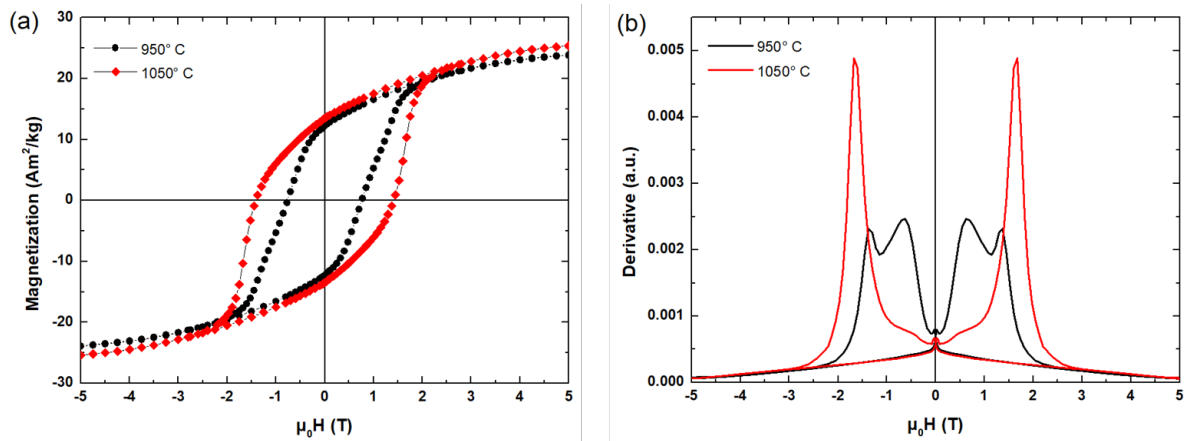 (a)
950° C
1050° C
Magnetization (Am²/kg)
30
20
10
0
-10
-20
-30
-5 -4 -3 -2 -1 0 1 2 3 4 5
μ₀H (T)
(b)
950° C
1050° C
Derivative (a.u.)
0.005
0.004
0.003
0.002
0.001
0.000
-5 -4 -3 -2 -1 0 1 2 3 4 5
μ₀H (T)